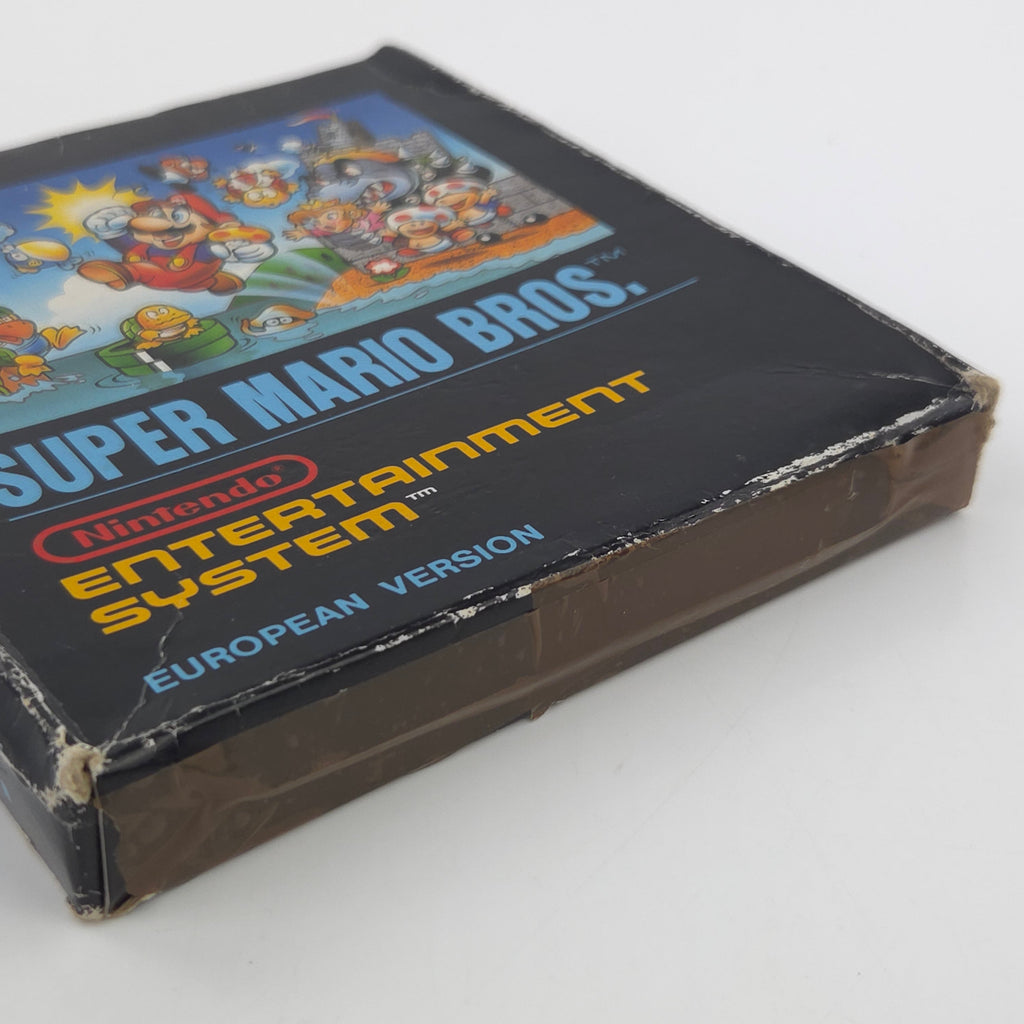 SUPER MARIO BROS.™
Nintendo®
ENTERTAINMENT
SYSTEM™
EUROPEAN VERSION